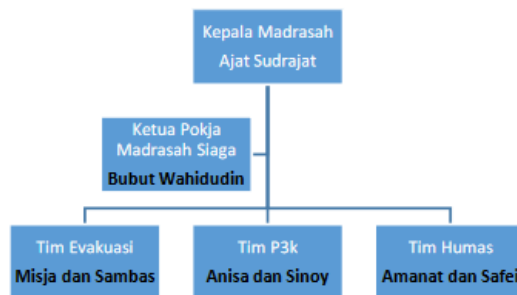 Kepala Madrasah
Ajat Sudrajat
Ketua Pokja
Madrasah Siaga
Bubut Wahidudin
Tim Evakuasi
Misja dan Sambas
Tim P3k
Anisa dan Sinoy
Tim Humas
Amanat dan Safei